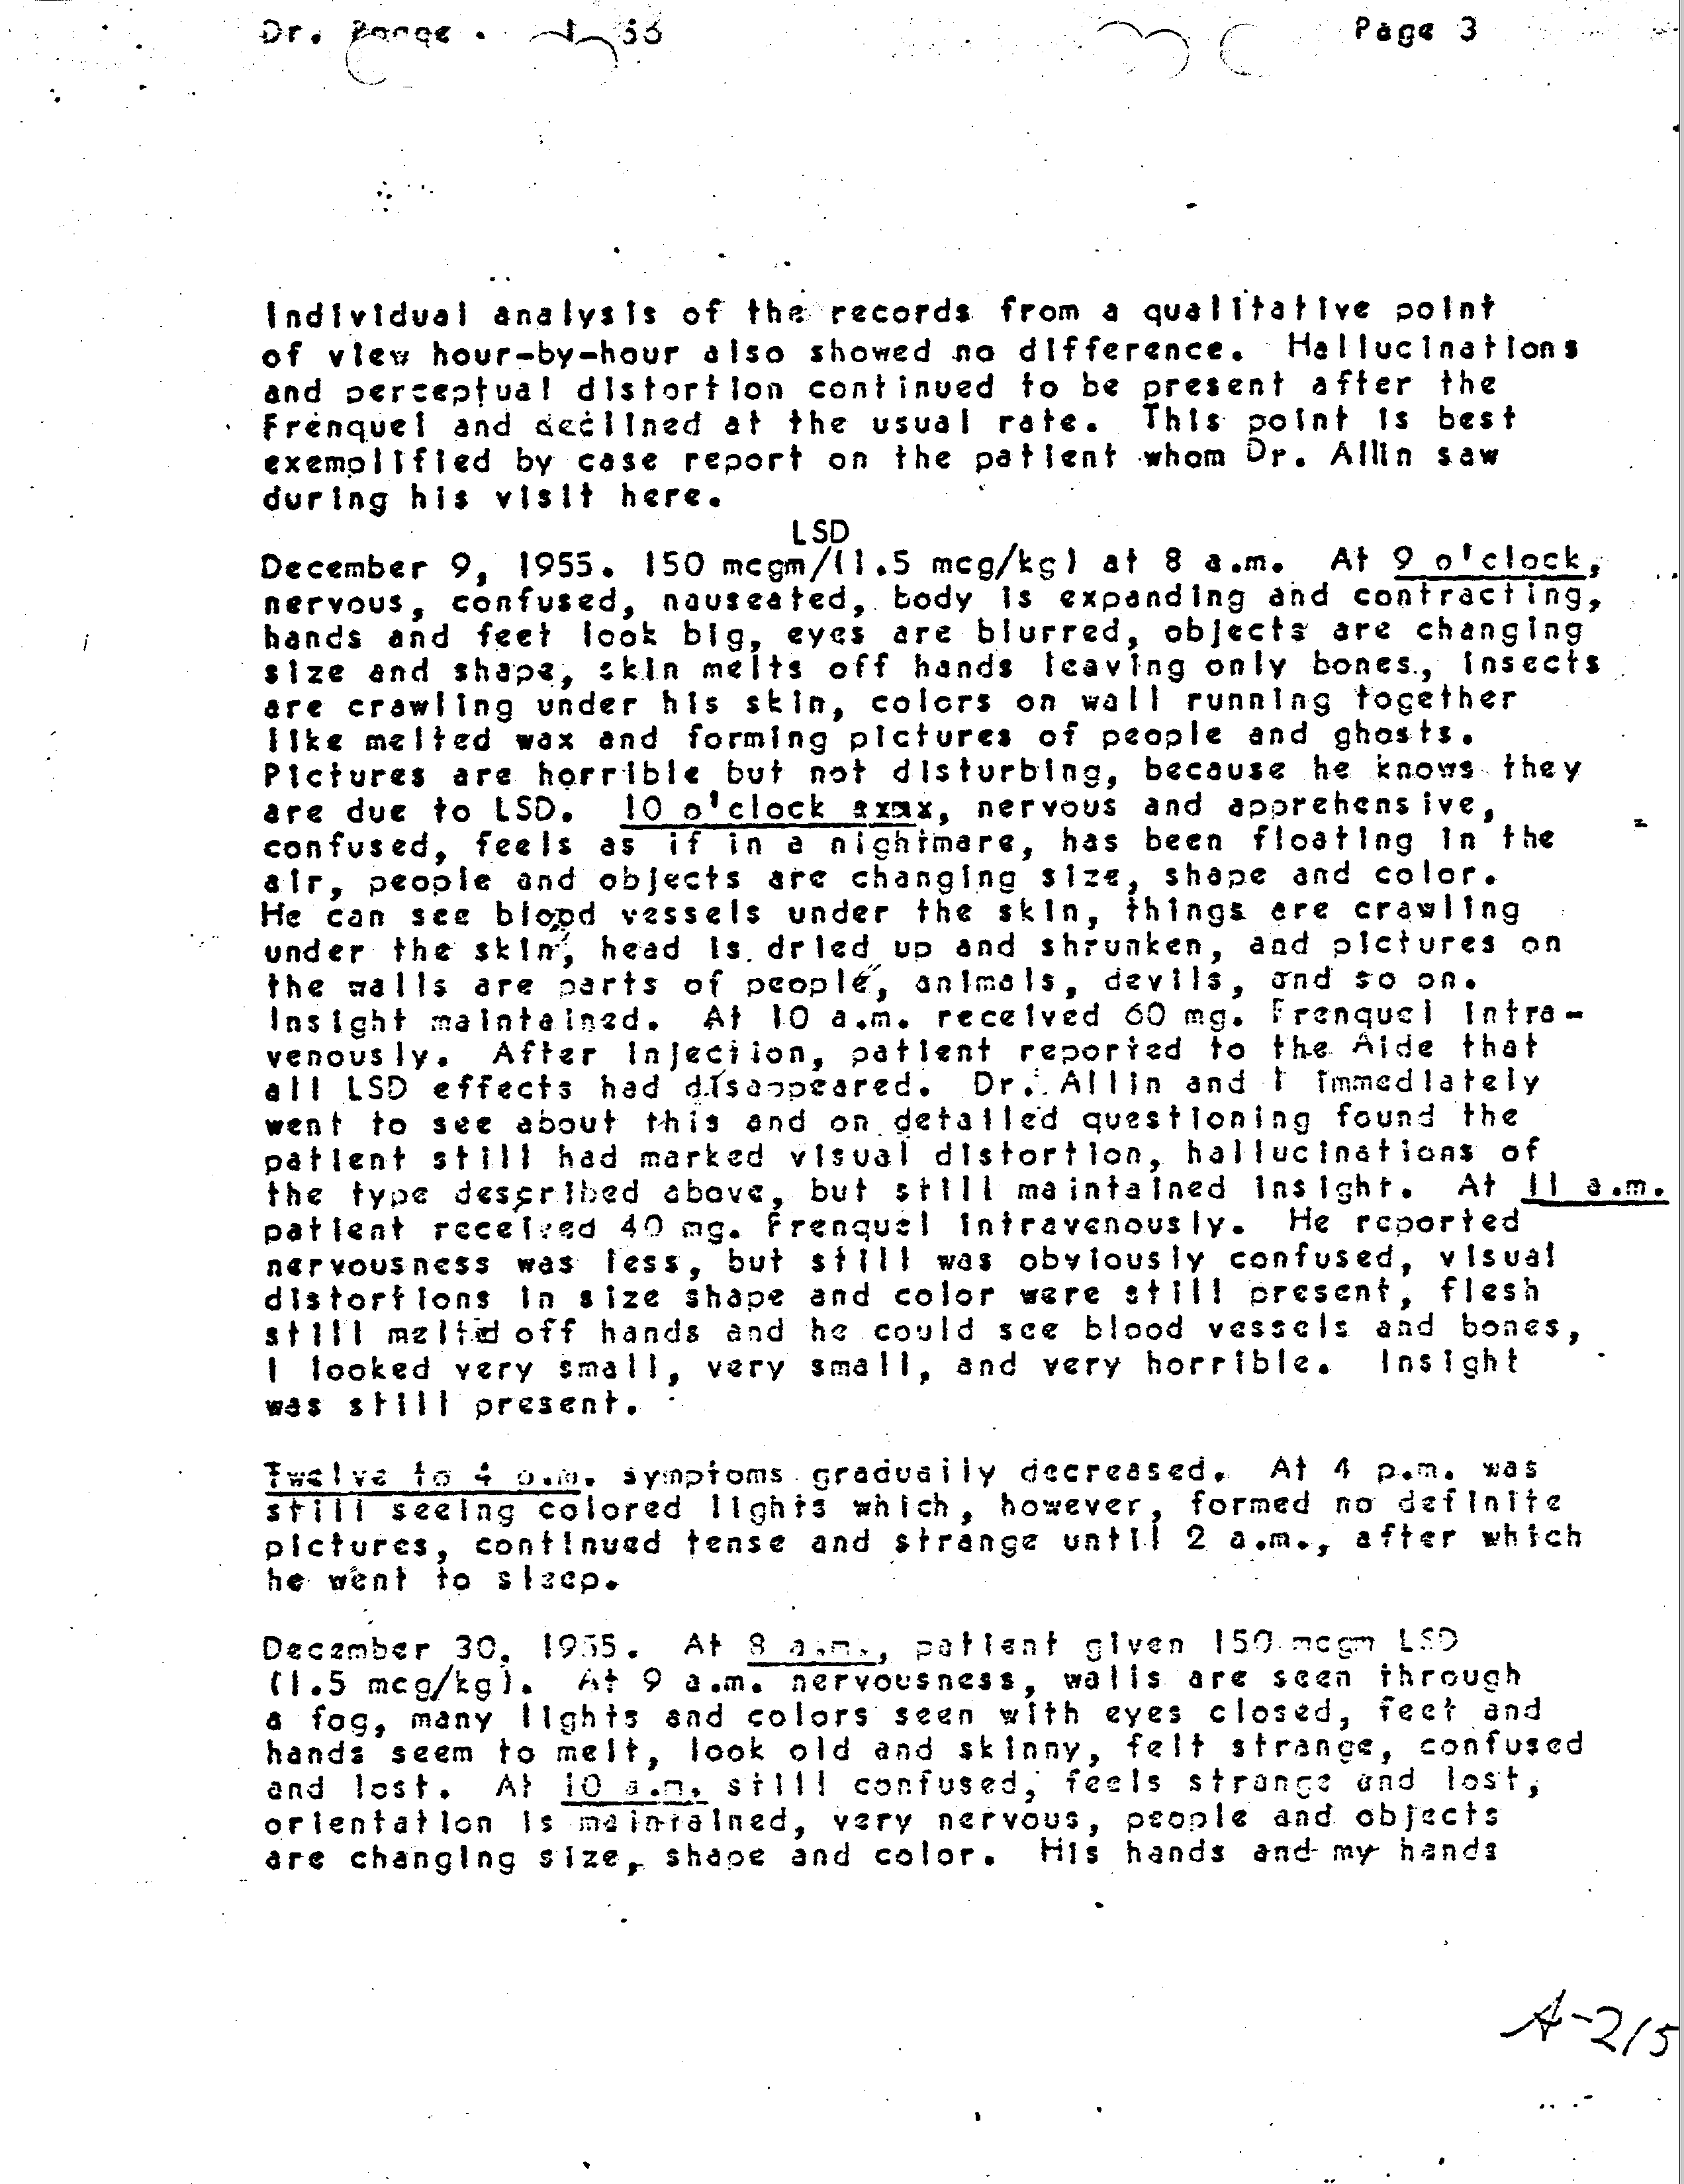 Dr.
Page 3
Individual analysis of the records from a qualitative point
of view hour-by-hour also showed no difference. Hallucinations
and perceptual distortion continued to be present after the
Frenquel and declined at the usual rate. This point is best
exemplified by case report on the patient whom Dr. Allin saw
during his visit here.
LSD
December 9, 1955. 150 mcgm/(1.5 mcg/kg) at 8 a.m. At 9 o'clock,
nervous, confused, nauseated, body is expanding and contracting,
hands and feet look big, eyes are blurred, objects are changing
size and shape, skin melts off hands leaving only bones, insects
are crawling under his skin, colors on wall running together
like melted wax and forming pictures of people and ghosts.
Pictures are horrible but not disturbing, because he knows they
are due to LSD. 10 o'clock axmx, nervous and apprehensive,
confused, feels as if in a nightmare, has been floating in the
air, people and objects are changing size, shape and color.
He can see blood vessels under the skin, things are crawling
under the skin, head is dried up and shrunken, and pictures on
the walls are parts of people, animals, devils, and so on.
Insight maintained. At 10 a.m. received 60 mg. Frenquel intra-
venously. After injection, patient reported to the Aide that
all LSD effects had disappeared. Dr. Allin and I immediately
went to see about this and on detailed questioning found the
patient still had marked visual distortion, hallucinations of
the type described above, but still maintained insight. At 11 a.m.
patient received 40 mg. Frenquel intravenously. He reported
nervousness was less, but still was obviously confused, visual
distortions in size shape and color were still present, flesh
still melted off hands and he could see blood vessels and bones,
I looked very small, very small, and very horrible. Insight
was still present.
Twelve to 4 p.m. symptoms gradually decreased. At 4 p.m. was
still seeing colored lights which, however, formed no definite
pictures, continued tense and strange until 2 a.m., after which
he went to sleep.
December 30, 1955. At 8 a.m., patient given 150 mcgm LSD
(1.5 mcg/kg). At 9 a.m. nervousness, walls are seen through
a fog, many lights and colors seen with eyes closed, feet and
hands seem to melt, look old and skinny, felt strange, confused
and lost. At 10 a.m. still confused, feels strange and lost,
orientation is maintained, very nervous, people and objects
are changing size, shape and color. His hands and my hands
A-215